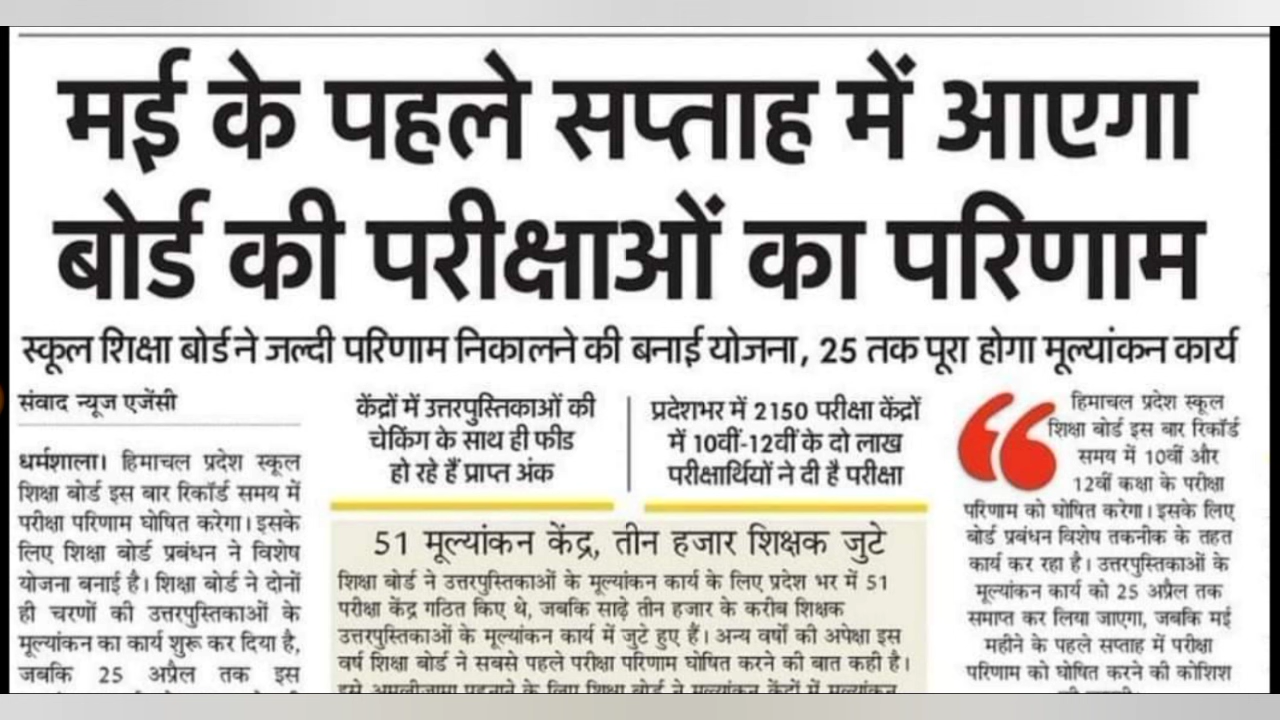 मई के पहले सप्ताह में आएगा
बोर्ड की परीक्षाओं का परिणाम
स्कूल शिक्षा बोर्ड ने जल्दी परिणाम निकालने की बनाई योजना, 25 तक पूरा होगा मूल्यांकन कार्य
संवाद न्यूज एजेंसी
धर्मशाला। हिमाचल प्रदेश स्कूल
शिक्षा बोर्ड इस बार रिकॉर्ड समय में
परीक्षा परिणाम घोषित करेगा। इसके
लिए शिक्षा बोर्ड प्रबंधन ने विशेष
योजना बनाई है। शिक्षा बोर्ड ने दोनों
ही चरणों की उत्तरपुस्तिकाओं के
मूल्यांकन का कार्य शुरू कर दिया है,
जबकि 25 अप्रैल तक इस
केंद्रों में उत्तरपुस्तिकाओं की
चेकिंग के साथ ही फीड
हो रहे हैं प्राप्त अंक
प्रदेशभर में 2150 परीक्षा केंद्रों
में 10वीं-12वीं के दो लाख
परीक्षार्थियों ने दी है परीक्षा
51 मूल्यांकन केंद्र, तीन हजार शिक्षक जुटे
शिक्षा बोर्ड ने उत्तरपुस्तिकाओं के मूल्यांकन कार्य के लिए प्रदेश भर में 51
परीक्षा केंद्र गठित किए थे, जबकि साढ़े तीन हजार के करीब शिक्षक
उत्तरपुस्तिकाओं के मूल्यांकन कार्य में जुटे हुए हैं। अन्य वर्षों की अपेक्षा इस
वर्ष शिक्षा बोर्ड ने सबसे पहले परीक्षा परिणाम घोषित करने की बात कही है।
इसे अमलीजामा पहनाने के लिए शिक्षा बोर्ड ने मूल्यांकन केंद्रों में मूल्यांकन
हिमाचल प्रदेश स्कूल
शिक्षा बोर्ड इस बार रिकॉर्ड
समय में 10वीं और
12वीं कक्षा के परीक्षा
परिणाम को घोषित करेगा। इसके लिए
बोर्ड प्रबंधन विशेष तकनीक के तहत
कार्य कर रहा है। उत्तरपुस्तिकाओं के
मूल्यांकन कार्य को 25 अप्रैल तक
समाप्त कर लिया जाएगा, जबकि मई
महीने के पहले सप्ताह में परीक्षा
परिणाम को घोषित करने की कोशिश